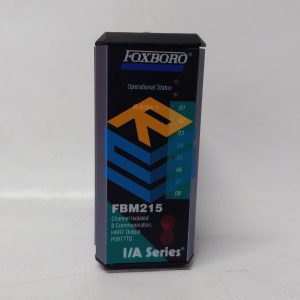 FOXBORO®
Operational Status
01
02
03
04
05
06
07
08
FBM215
Channel Isolated
8 Communication,
HART Output
P0917TG
I/A Series®